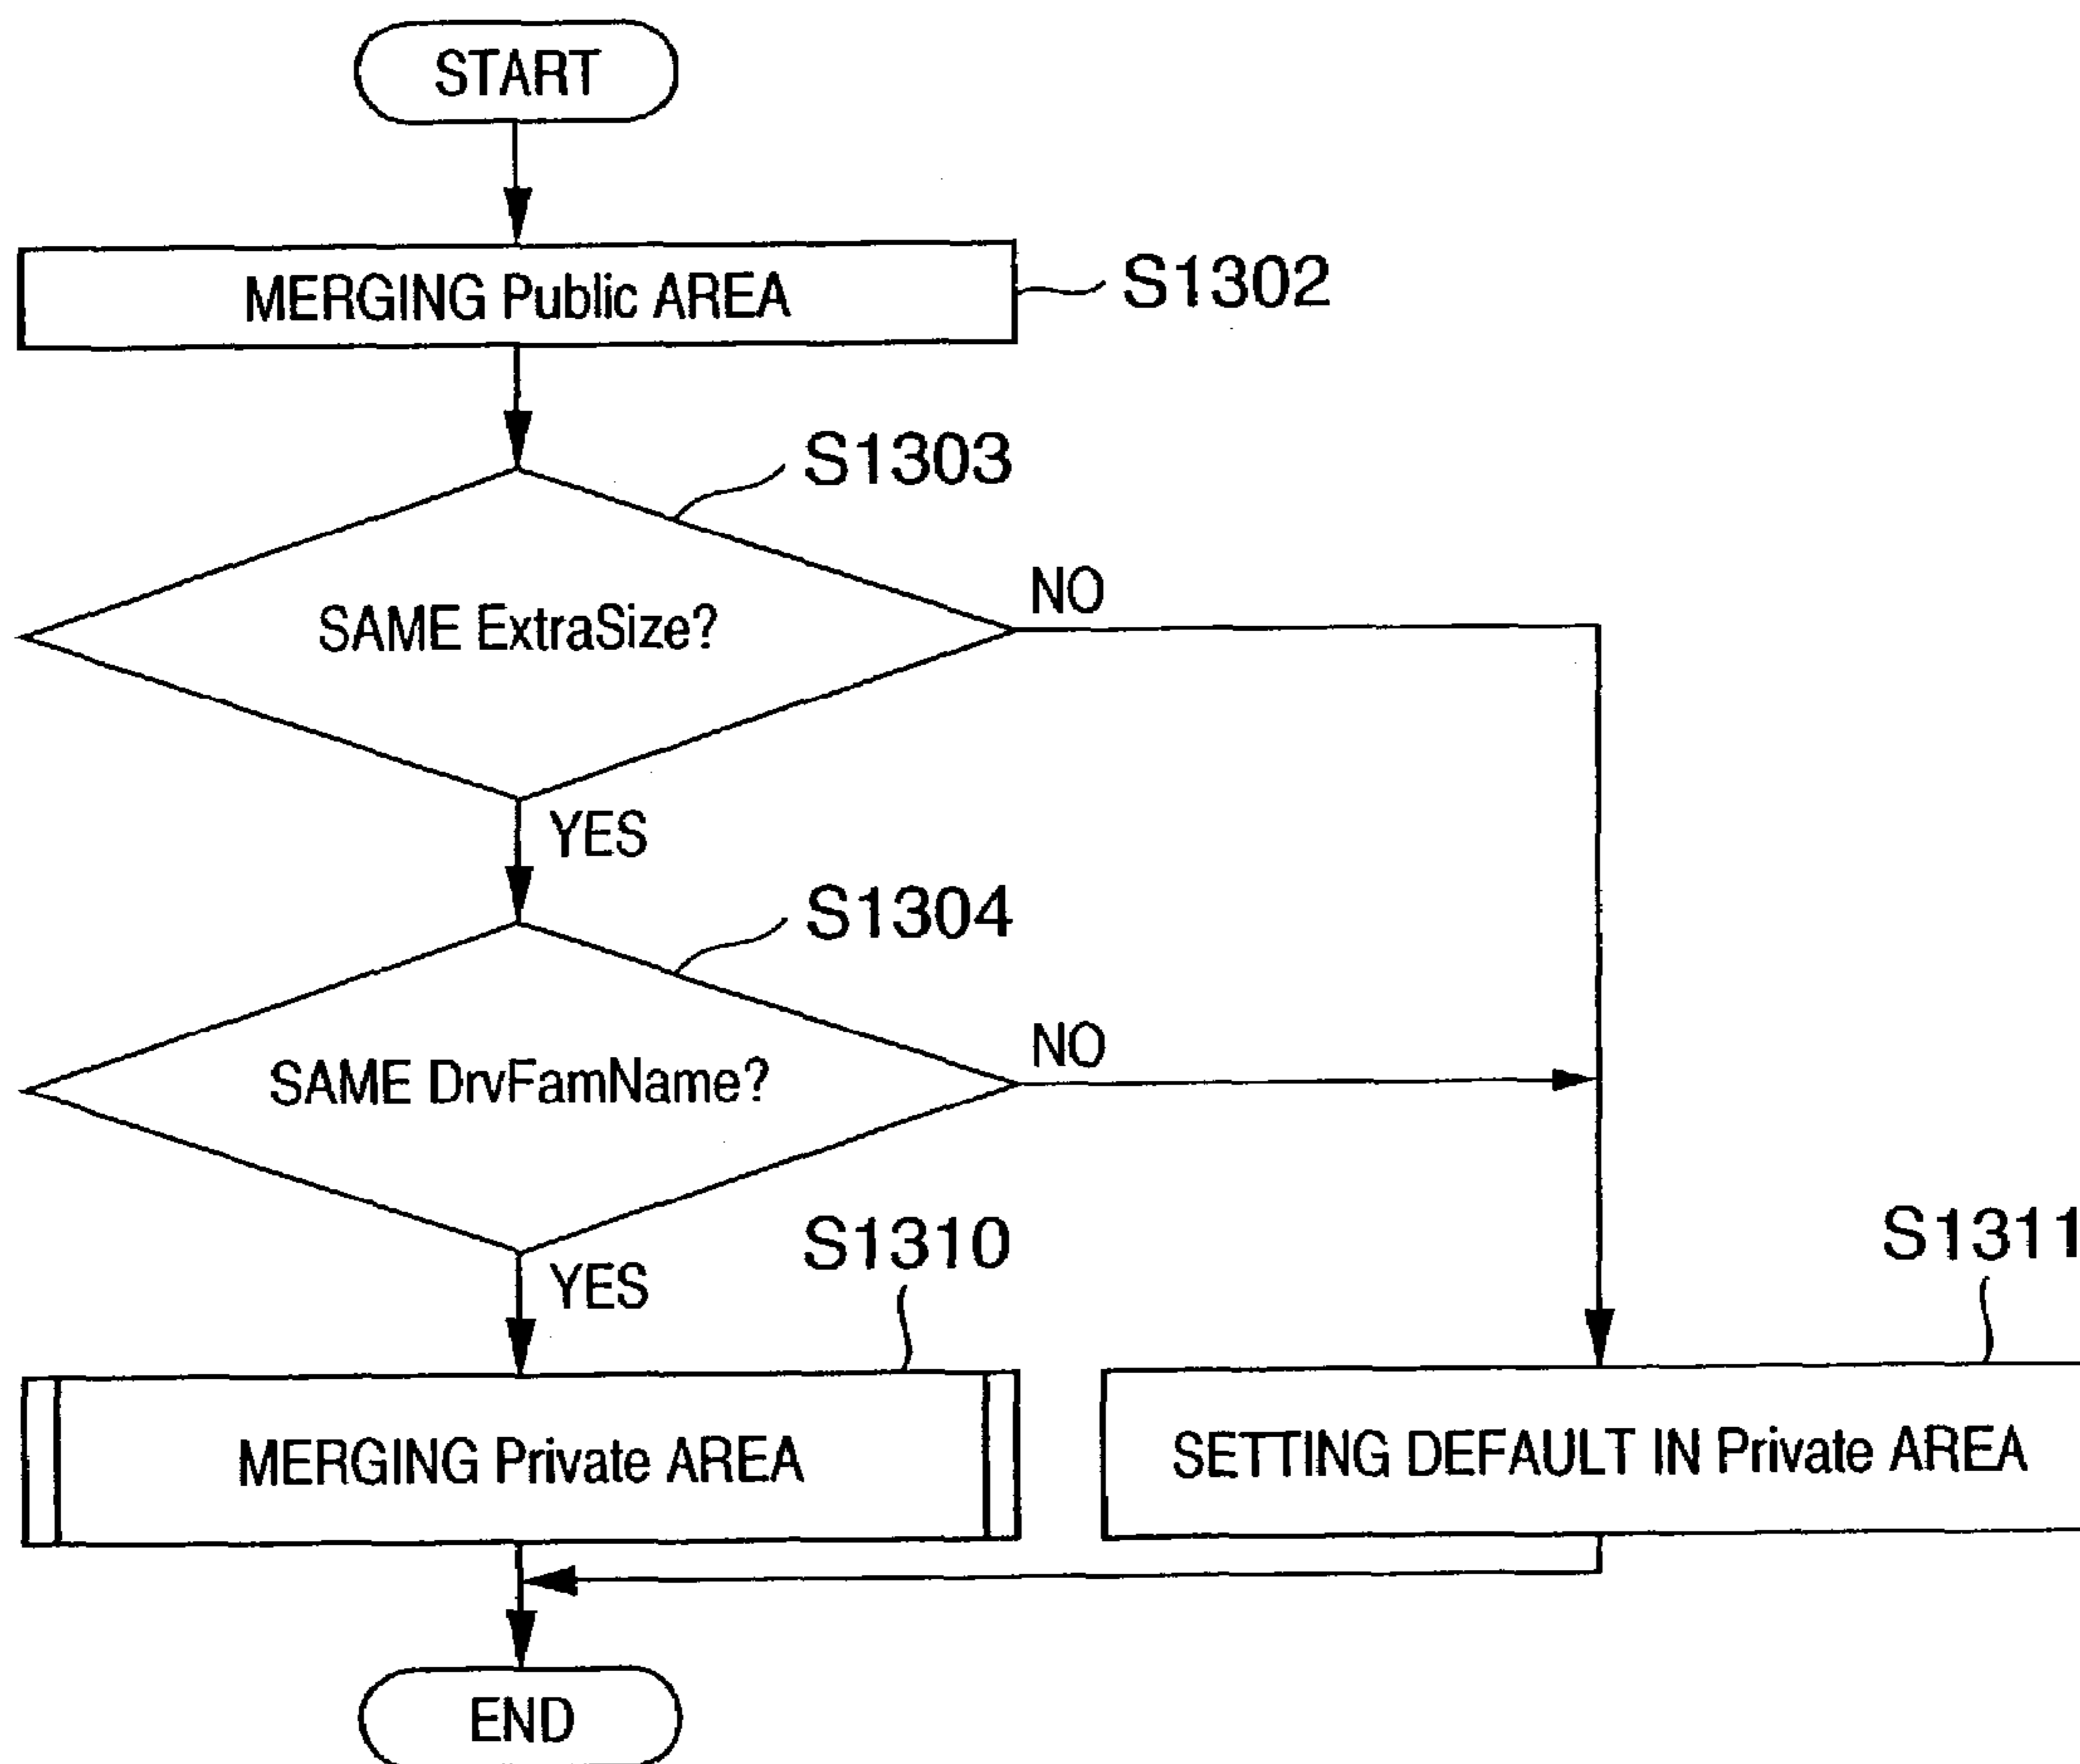 START
MERGING Public AREA
S1302
S1303
SAME ExtraSize?
NO
YES
S1304
SAME DrvFamName?
NO
YES
S1310
S1311
MERGING Private AREA
SETTING DEFAULT IN Private AREA
END